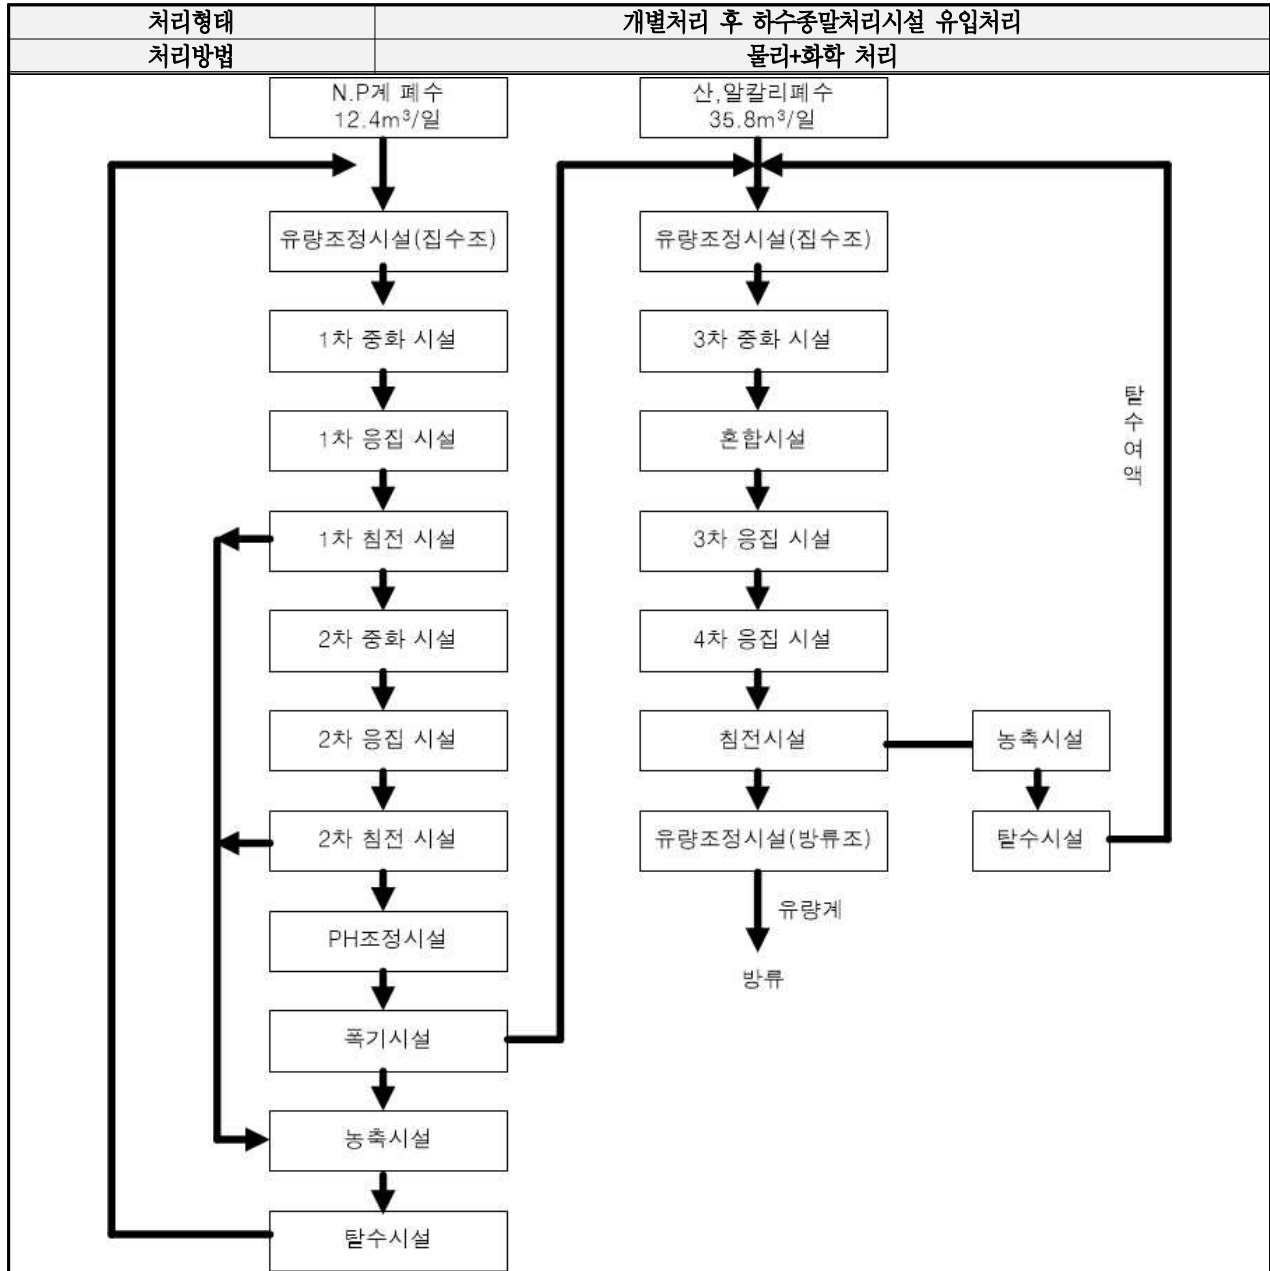 처리형태 개별처리 후 하수종말처리시설 유입처리
처리방법 물리+화학 처리
N.P계 폐수
12.4m³/일
유량조정시설(집수조)
1차 중화 시설
1차 응집 시설
1차 침전 시설
2차 중화 시설
2차 응집 시설
2차 침전 시설
PH조정시설
폭기시설
농축시설
탈수시설
산,알칼리폐수
35.8m³/일
유량조정시설(집수조)
3차 중화 시설
혼합시설
3차 응집 시설
4차 응집 시설
침전시설
유량조정시설(방류조)
유량계
방류
농축시설
탈수시설
탈
수
여
액